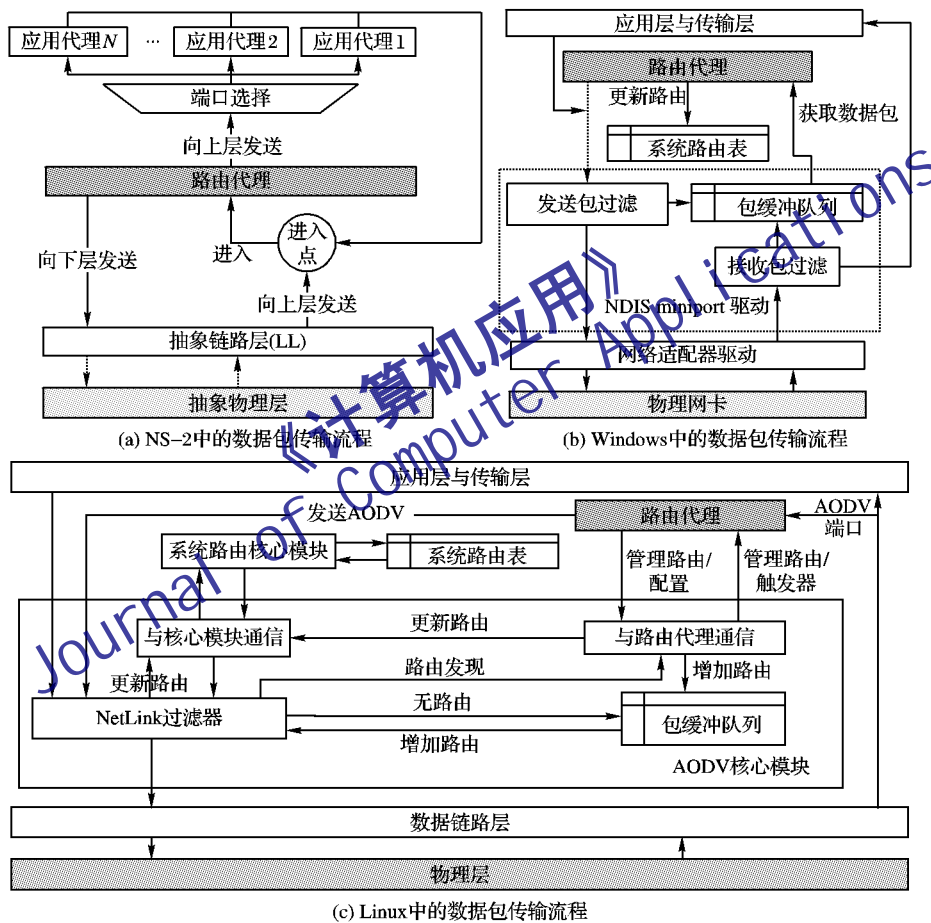 应用代理N … 应用代理2 应用代理1
端口选择
向上层发送
路由代理
向下层发送
进入
进入
点
向上层发送
抽象链路层(LL)
抽象物理层
(a) NS-2中的数据包传输流程
应用层与传输层
路由代理
更新路由
获取数据包
系统路由表
发送包过滤
包缓冲队列
接收包过滤
NDIS miniport 驱动
网络适配器驱动
物理网卡
(b) Windows中的数据包传输流程
应用层与传输层
发送AODV
路由代理
AODV
端口
系统路由核心模块
系统路由表
管理路由/
配置
管理路由/
触发器
与核心模块通信
更新路由
与路由代理通信
更新路由
路由发现
增加路由
NetLink过滤器
无路由
包缓冲队列
增加路由
AODV核心模块
数据链路层
物理层
(c) Linux中的数据包传输流程
《计算机应用》
Journal of Computer Applications